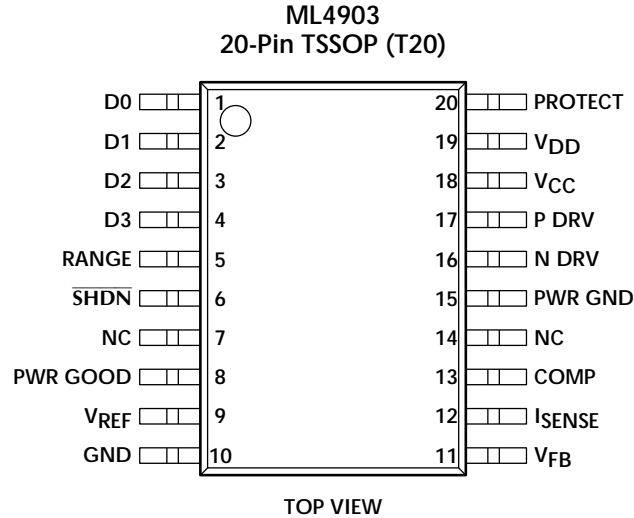 ML4903
20-Pin TSSOP (T20)
D0 1 20 PROTECT
D1 2 19 VDD
D2 3 18 VCC
D3 4 17 P DRV
RANGE 5 16 N DRV
SHDN 6 15 PWR GND
NC 7 14 NC
PWR GOOD 8 13 COMP
VREF 9 12 ISENSE
GND 10 11 VFB
TOP VIEW